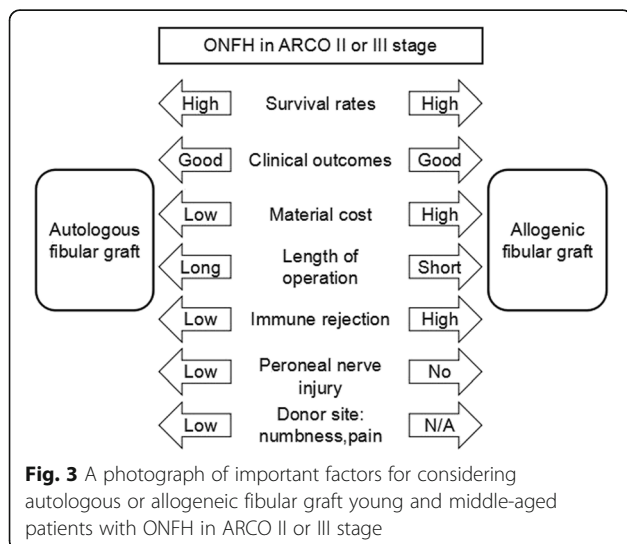 ONFH in ARCO II or III stage
High Survival rates High
Good Clinical outcomes Good
Low Material cost High
Autologous fibular graft
Allogenic fibular graft
Long Length of operation Short
Low Immune rejection High
Low Peroneal nerve injury No
Low Donor site: numbness,pain N/A
Fig. 3 A photograph of important factors for considering
autologous or allogeneic fibular graft young and middle-aged
patients with ONFH in ARCO II or III stage